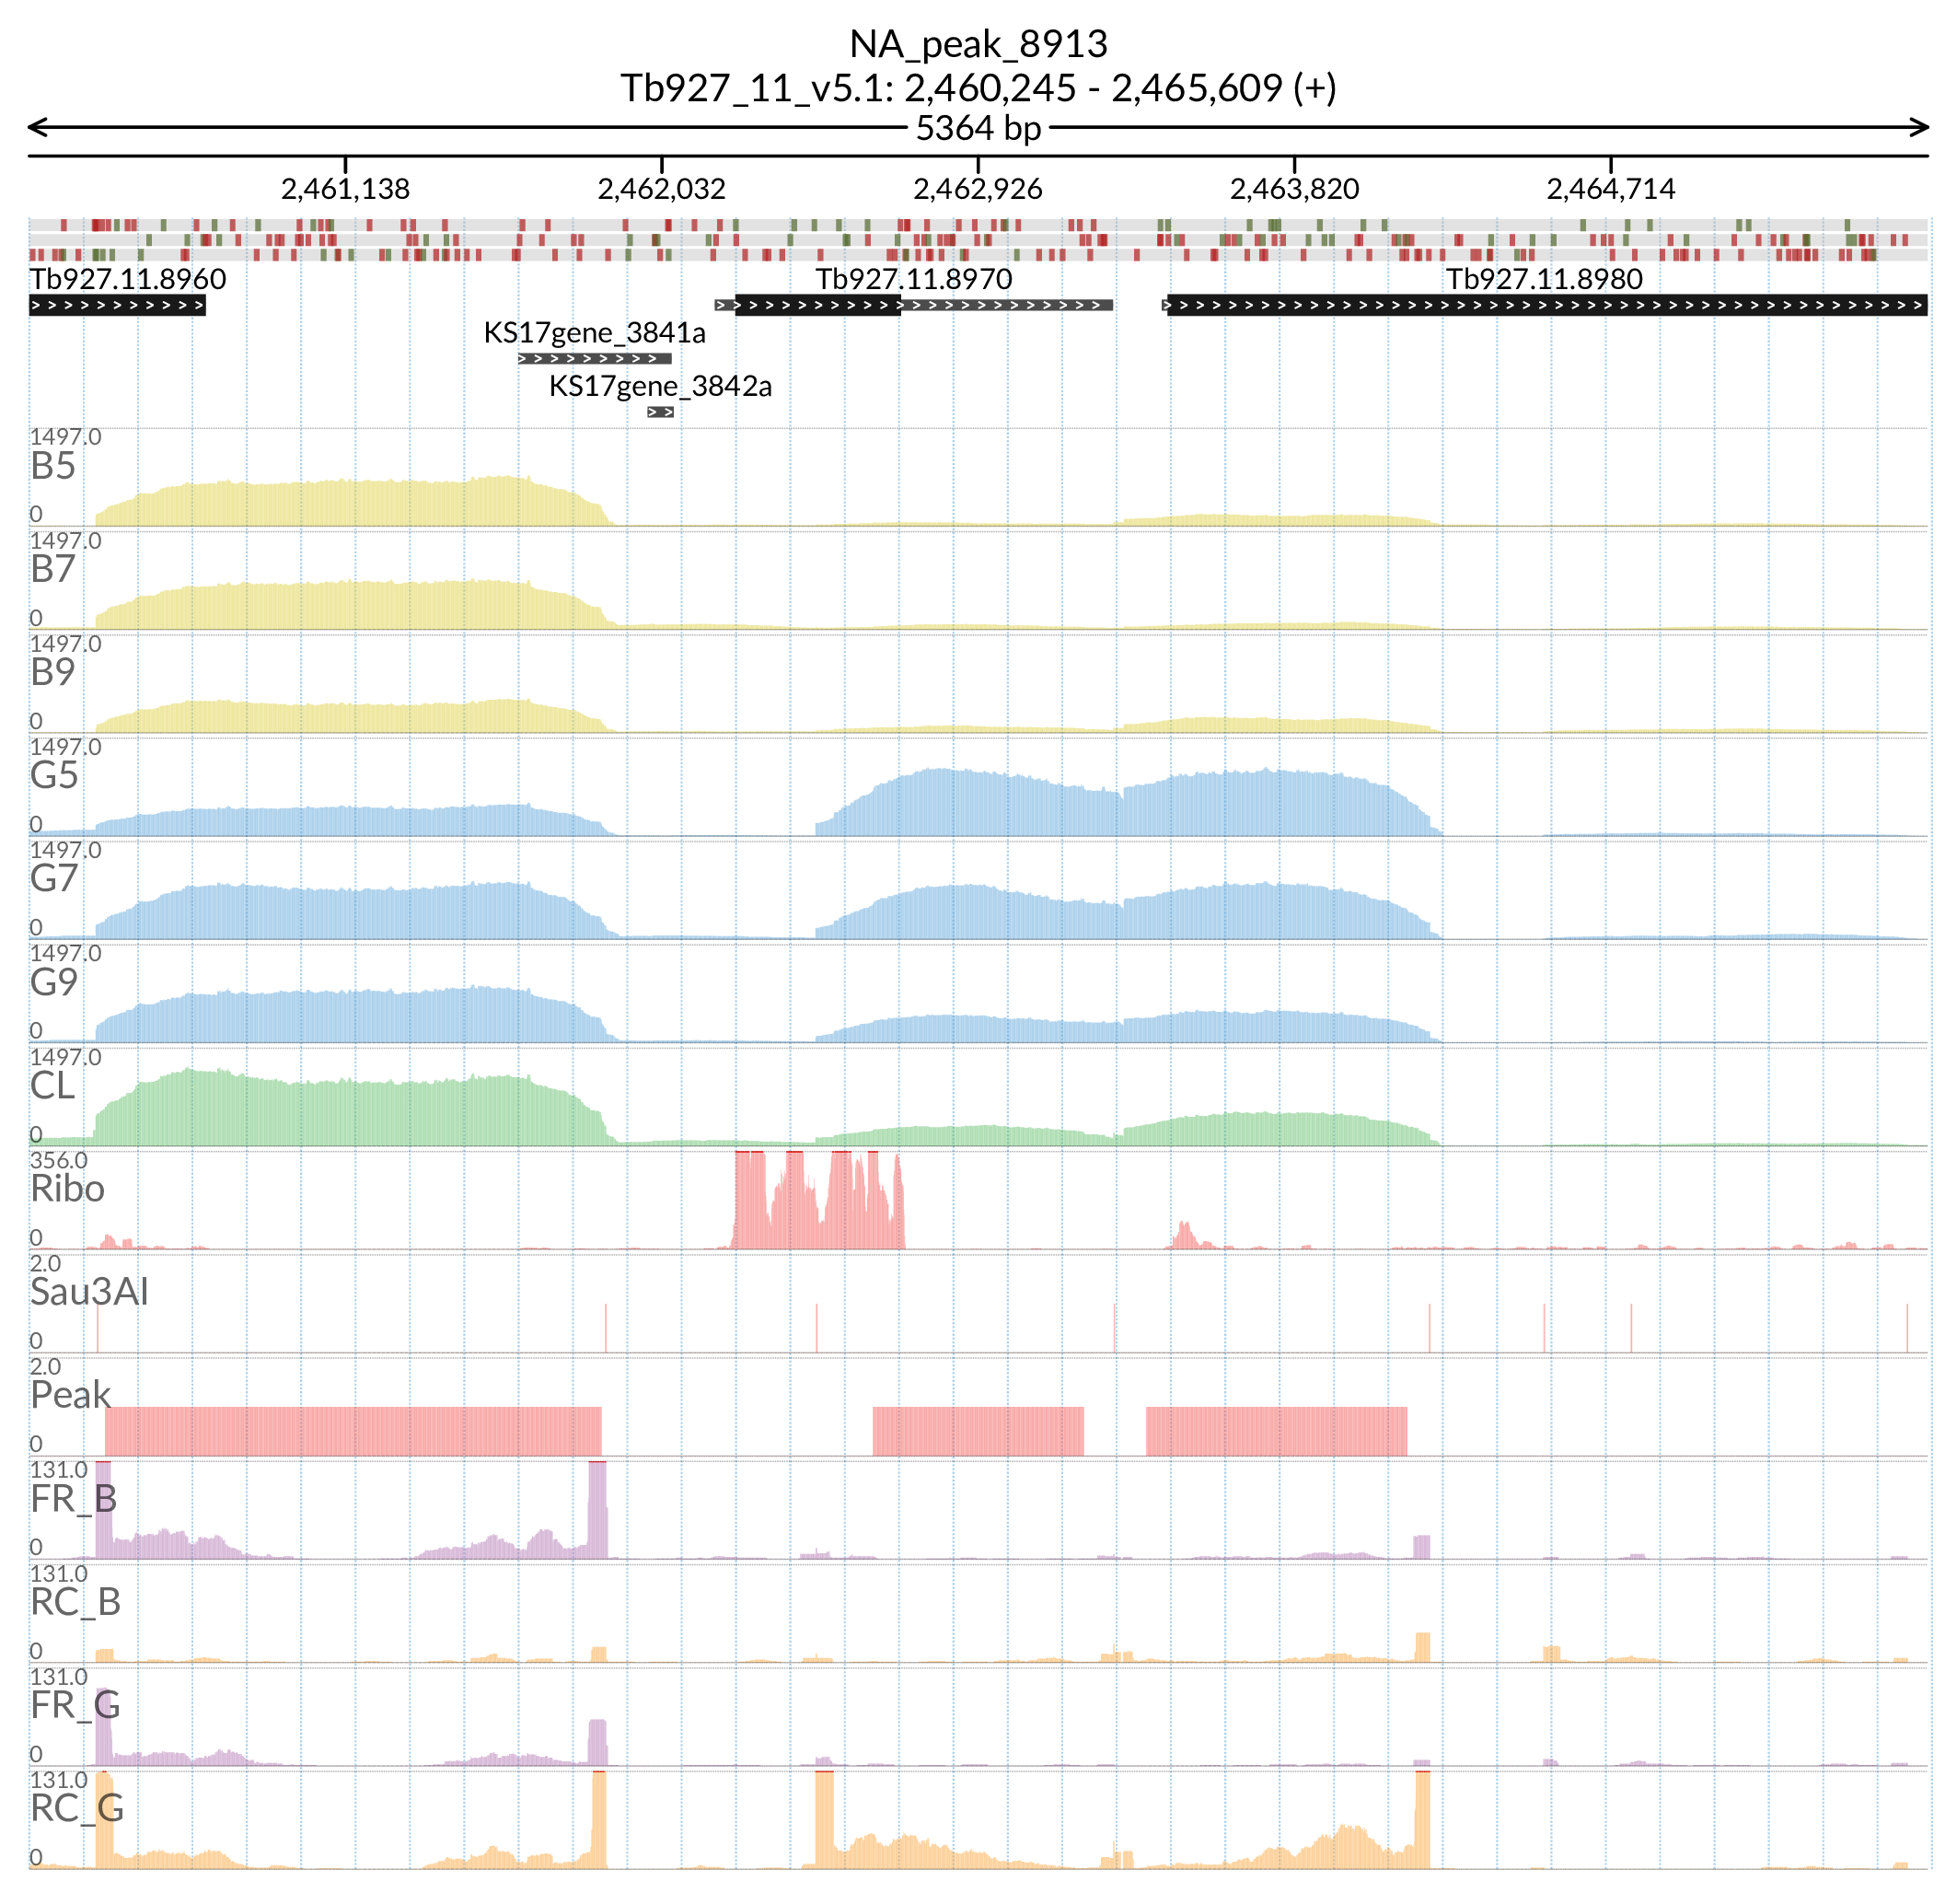 NA_peak_8913
Tb927_11_v5.1: 2,460,245 - 2,465,609 (+)
5364 bp
2,461,138 2,462,032 2,462,926 2,463,820 2,464,714
Tb927.11.8960 Tb927.11.8970 Tb927.11.8980
KS17gene_3841a
KS17gene_3842a
1497.0
B5
0
1497.0
B7
0
1497.0
B9
0
1497.0
G5
0
1497.0
G7
0
1497.0
G9
0
1497.0
CL
0
356.0
Ribo
0
2.0
Sau3AI
0
2.0
Peak
0
131.0
FR_B
0
131.0
RC_B
0
131.0
FR_G
0
131.0
RC_G
0